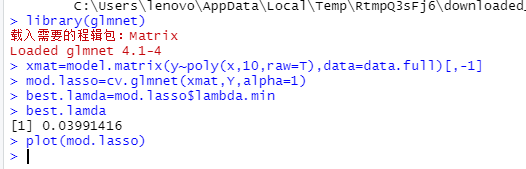 C:\Users\lenovo\AppData\Local\Temp\RtmpQ3sFj6\downloaded_
> library(glmnet)
载入需要的程辑包：Matrix
Loaded glmnet 4.1-4
> xmat=model.matrix(y~poly(x,10,raw=T),data=data.full)[,-1]
> mod.lasso=cv.glmnet(xmat,Y,alpha=1)
> best.lamda=mod.lasso$lambda.min
> best.lamda
[1] 0.03991416
> plot(mod.lasso)
>